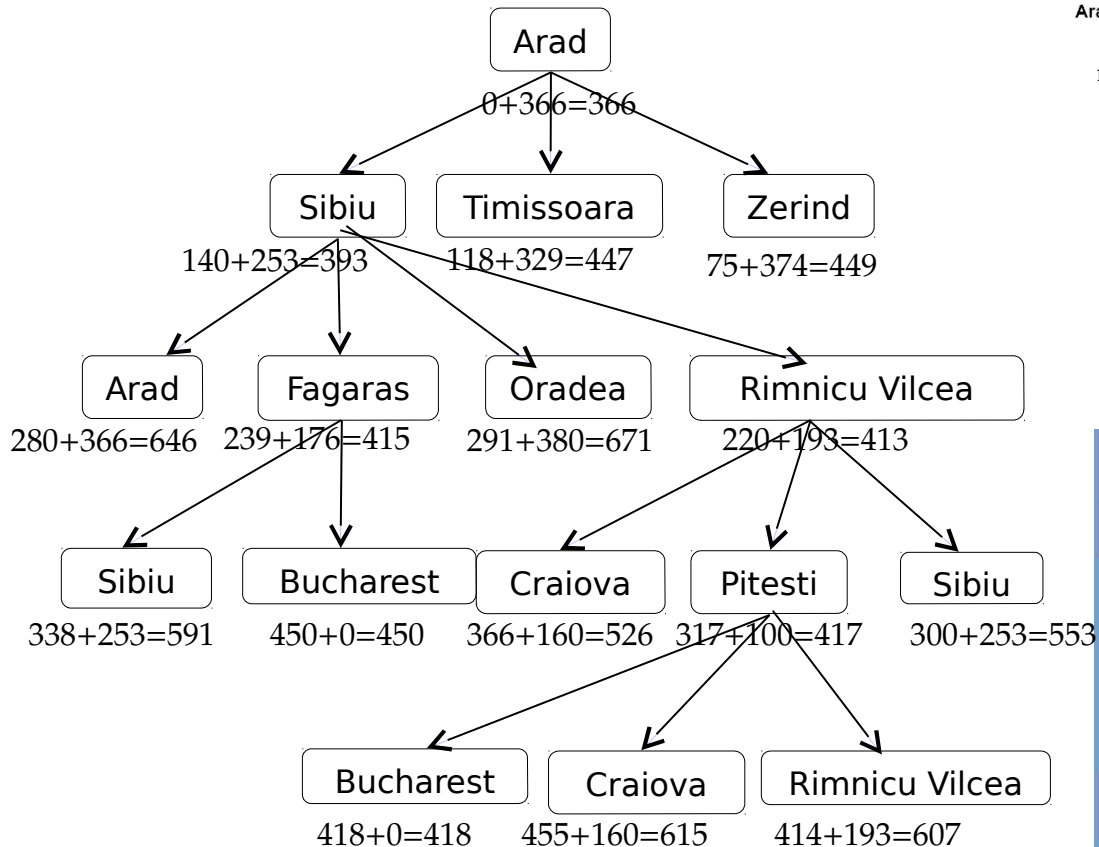 Ara
Arad
0+366=366
Sibiu
Timissoara
Zerind
140+253=393
118+329=447
75+374=449
Arad
Fagaras
Oradea
Rimnicu Vilcea
280+366=646
239+176=415
291+380=671
220+193=413
Sibiu
Bucharest
Craiova
Pitesti
Sibiu
338+253=591
450+0=450
366+160=526
317+100=417
300+253=553
Bucharest
Craiova
Rimnicu Vilcea
418+0=418
455+160=615
414+193=607